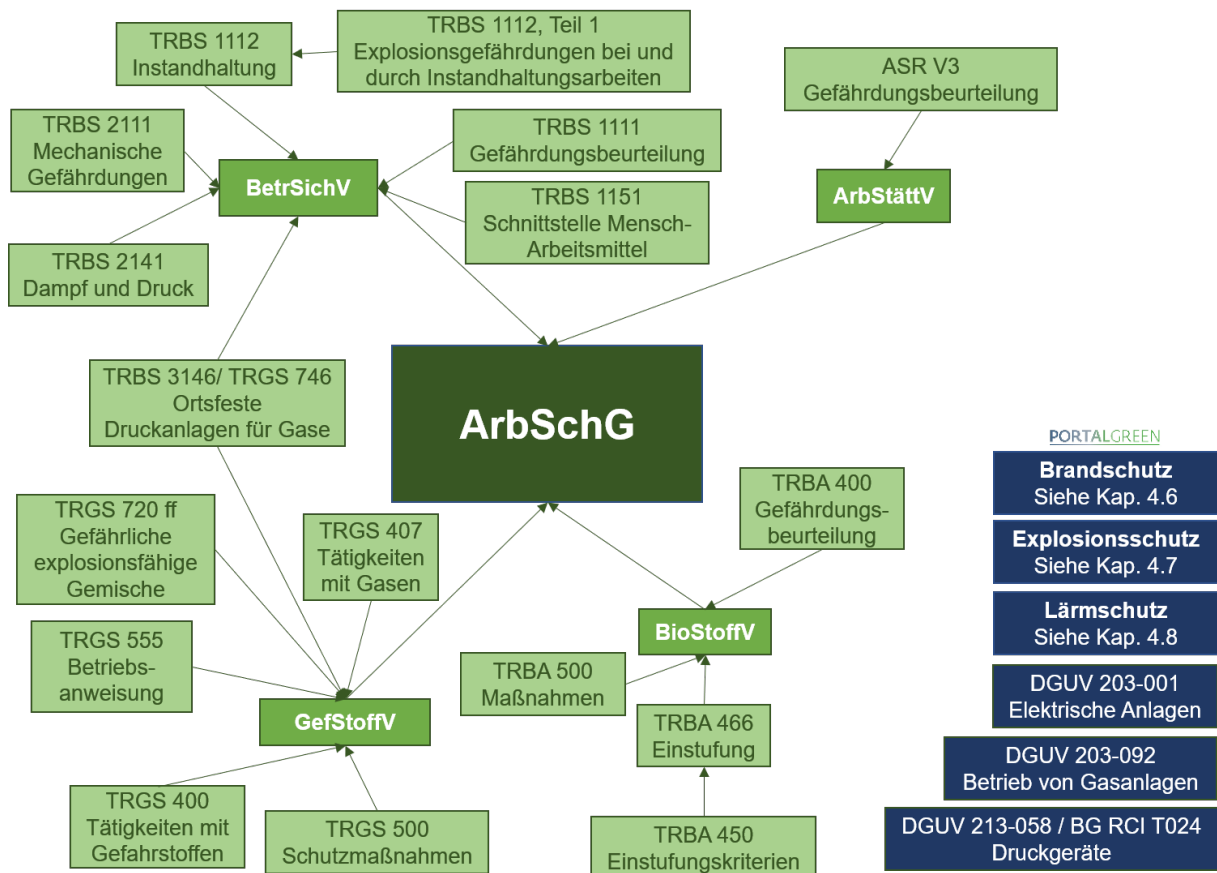 TRBS 1112
Instandhaltung
TRBS 1112, Teil 1
Explosionsgefährdungen bei und
durch Instandhaltungsarbeiten
ASR V3
Gefährdungsbeurteilung
TRBS 2111
Mechanische
Gefährdungen
TRBS 1111
Gefährdungsbeurteilung
BetrSichV
ArbStättV
TRBS 1151
Schnittstelle Mensch-
Arbeitsmittel
TRBS 2141
Dampf und Druck
TRBS 3146/ TRGS 746
Ortsfeste
Druckanlagen für Gase
ArbSchG
PORTALGREEN
Brandschutz
Siehe Kap. 4.6
Explosionsschutz
Siehe Kap. 4.7
Lärmschutz
Siehe Kap. 4.8
DGUV 203-001
Elektrische Anlagen
DGUV 203-092
Betrieb von Gasanlagen
DGUV 213-058 / BG RCI T024
Druckgeräte
TRGS 720 ff
Gefährliche
explosionsfähige
Gemische
TRGS 407
Tätigkeiten
mit Gasen
TRBA 400
Gefährdungs-
beurteilung
TRGS 555
Betriebs-
anweisung
BioStoffV
TRBA 500
Maßnahmen
GefStoffV
TRBA 466
Einstufung
TRGS 400
Tätigkeiten mit
Gefahrstoffen
TRGS 500
Schutzmaßnahmen
TRBA 450
Einstufungskriterien